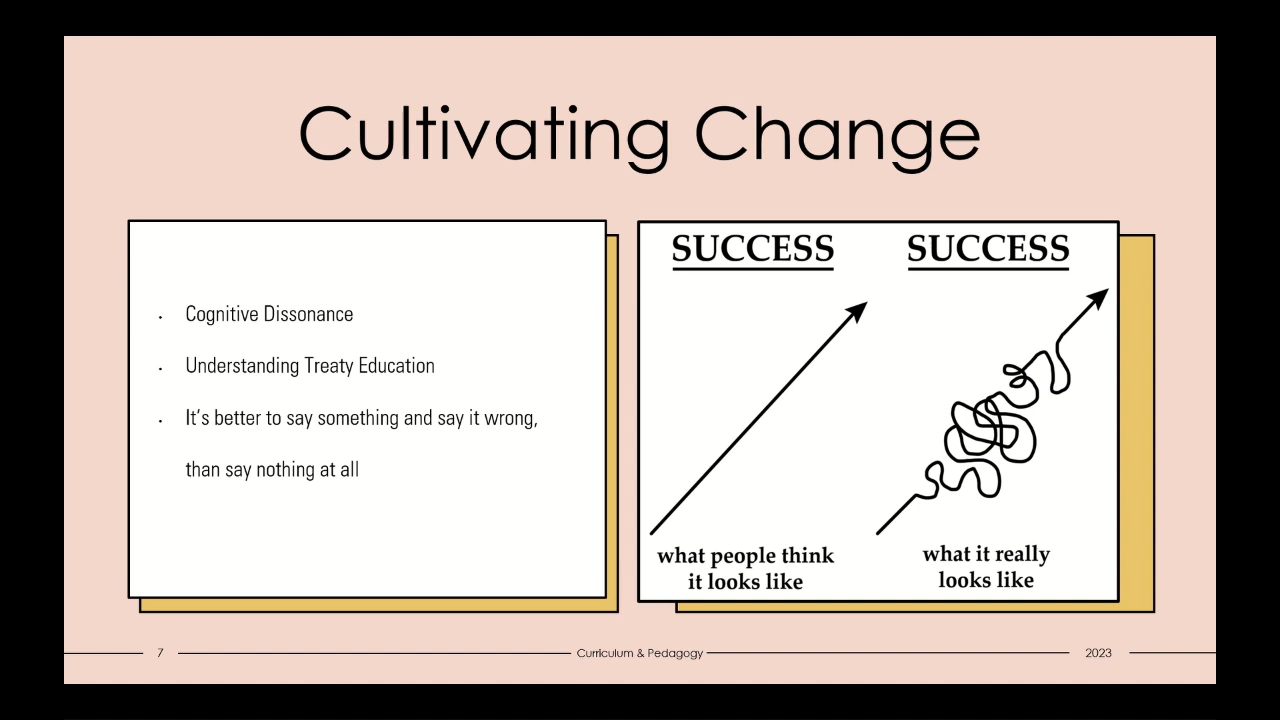 Cultivating Change
• Cognitive Dissonance
• Understanding Treaty Education
• It's better to say something and say it wrong,
than say nothing at all
SUCCESS
what people think
it looks like
SUCCESS
what it really
looks like
7
Curriculum & Pedagogy
2023